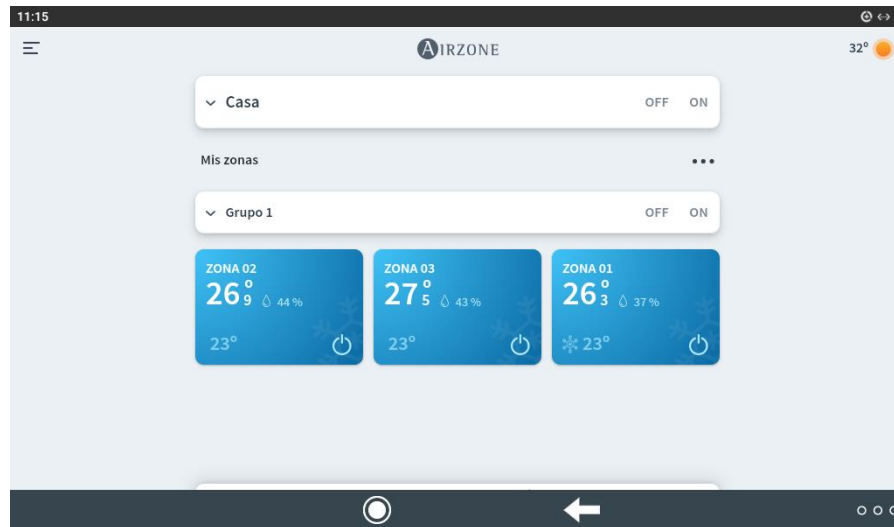 11:15
AIRZONE
32°
Casa OFF ON
Mis zonas
Grupo 1 OFF ON
ZONA 02
26°9 44 %
23°
ZONA 03
27°5 43 %
23°
ZONA 01
26°3 37 %
23°